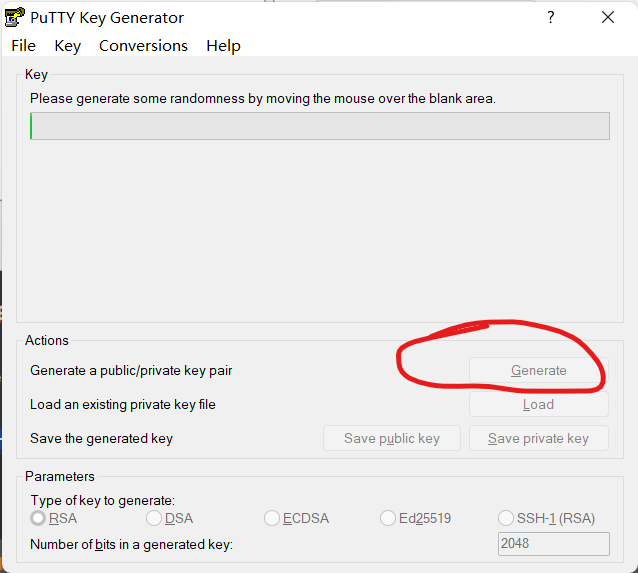 PuTTY Key Generator
?
File Key Conversions Help
Key
Please generate some randomness by moving the mouse over the blank area.
Actions
Generate a public/private key pair
Generate
Load an existing private key file
Load
Save the generated key
Save public key
Save private key
Parameters
Type of key to generate:
RSA DSA ECDSA Ed25519 SSH-1 (RSA)
Number of bits in a generated key:
2048